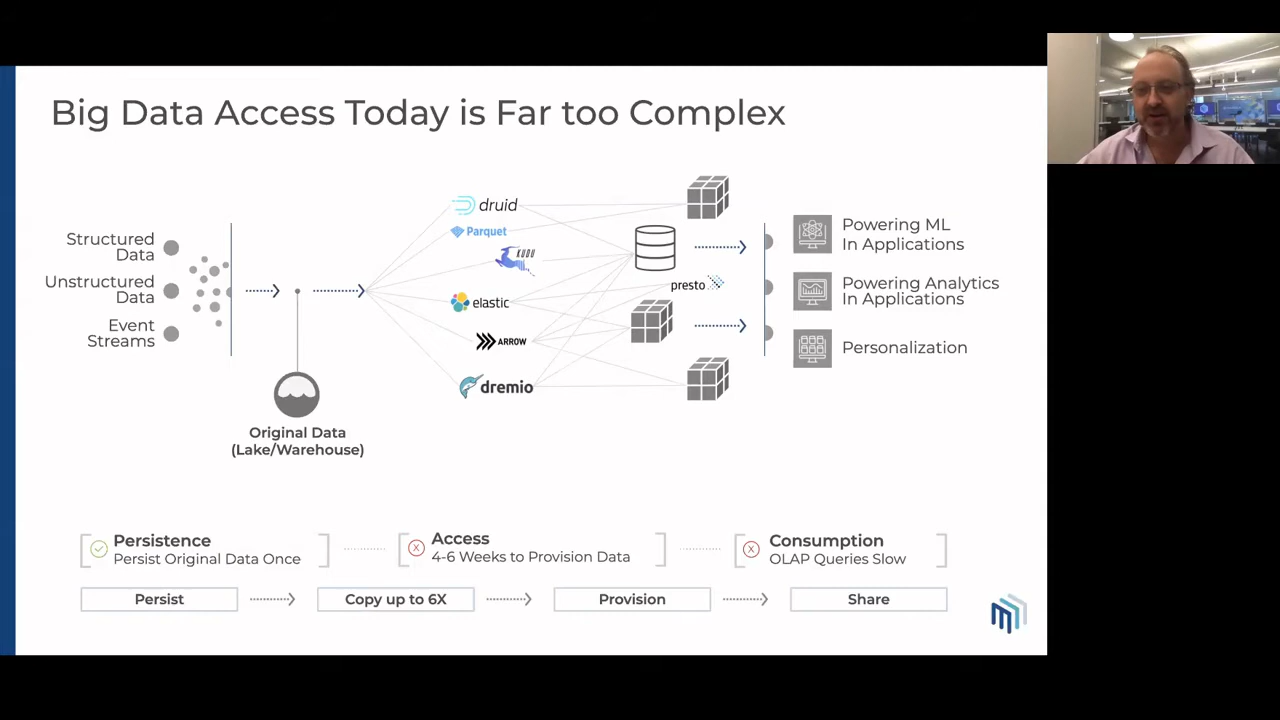 Big Data Access Today is Far too Complex
Structured
Data
Unstructured
Data
Event
Streams
Original Data
(Lake/Warehouse)
druid
Parquet
KUDU
elastic
ARROW
dremio
presto
Powering ML
In Applications
Powering Analytics
In Applications
Personalization
Persistence
Persist Original Data Once
Access
4-6 Weeks to Provision Data
Consumption
OLAP Queries Slow
Persist
Copy up to 6X
Provision
Share